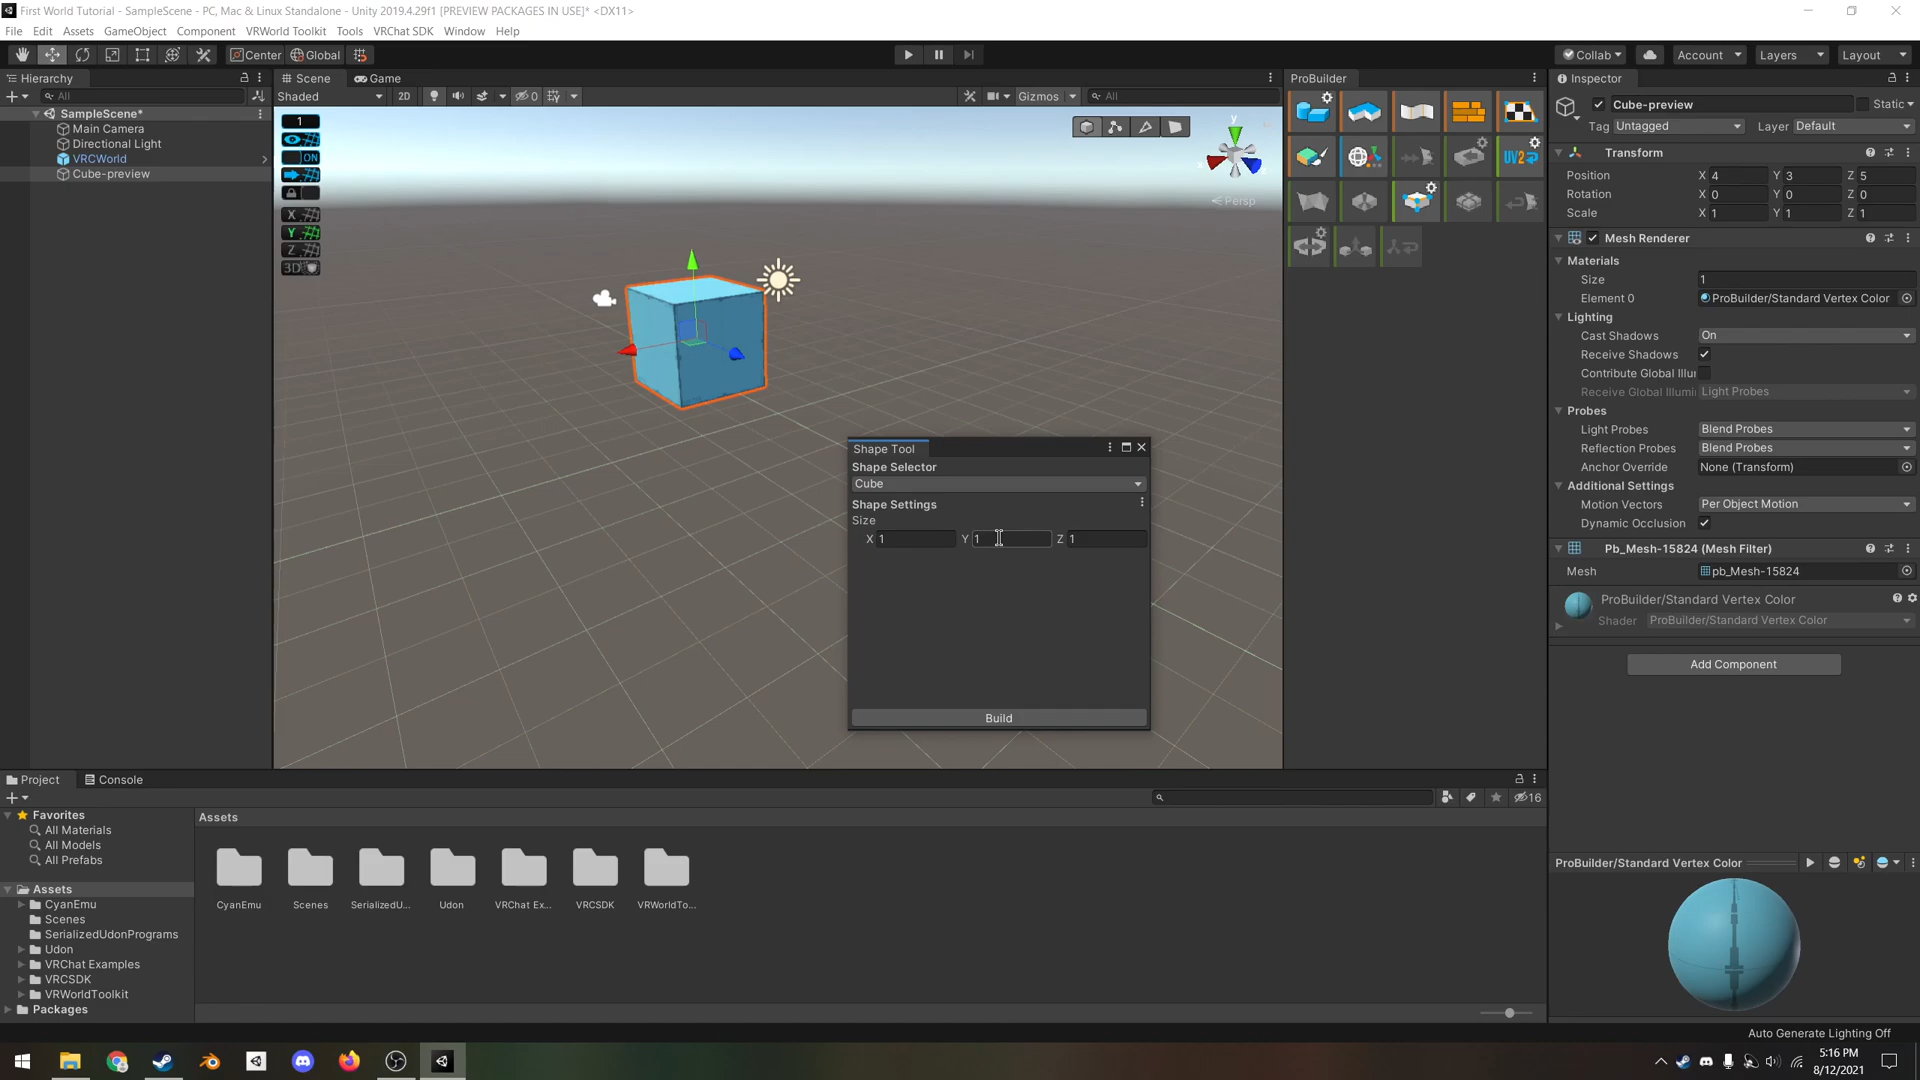 First World Tutorial - SampleScene - PC, Mac & Linux Standalone - Unity 2019.4.29f1 [PREVIEW PACKAGES IN USE]* <DX11>
File Edit Assets GameObject Component VRWorld Toolkit Tools VRChat SDK Window Help
Center Global Collab Account Layers Layout
Hierarchy
All
SampleScene*
Main Camera
Directional Light
VRCWorld
Cube-preview
Scene Game
Shaded 2D 0 Gizmos All
1
ON
X
Y
Z
3D
y
x
z
Persp
ProBuilder
UV2
Shape Tool
Shape Selector
Cube
Shape Settings
Size
X 1 Y 1 Z 1
Build
Inspector
Cube-preview Static
Tag Untagged Layer Default
Transform
Position X 4 Y 3 Z 5
Rotation X 0 Y 0 Z 0
Scale X 1 Y 1 Z 1
Mesh Renderer
Materials
Size 1
Element 0 ProBuilder/Standard Vertex Color
Lighting
Cast Shadows On
Receive Shadows
Contribute Global Illu
Receive Global Illumi Light Probes
Probes
Light Probes Blend Probes
Reflection Probes Blend Probes
Anchor Override None (Transform)
Additional Settings
Motion Vectors Per Object Motion
Dynamic Occlusion
Pb_Mesh-15824 (Mesh Filter)
Mesh pb_Mesh-15824
ProBuilder/Standard Vertex Color
Shader ProBuilder/Standard Vertex Color
Add Component
ProBuilder/Standard Vertex Color
Project Console
16
Favorites
All Materials
All Models
All Prefabs
Assets
CyanEmu
Scenes
SerializedUdonPrograms
Udon
VRChat Examples
VRCSDK
VRWorldToolkit
Packages
Assets
CyanEmu Scenes SerializedU... Udon VRChat Ex... VRCSDK VRWorldTo...
Auto Generate Lighting Off
5:16 PM
8/12/2021